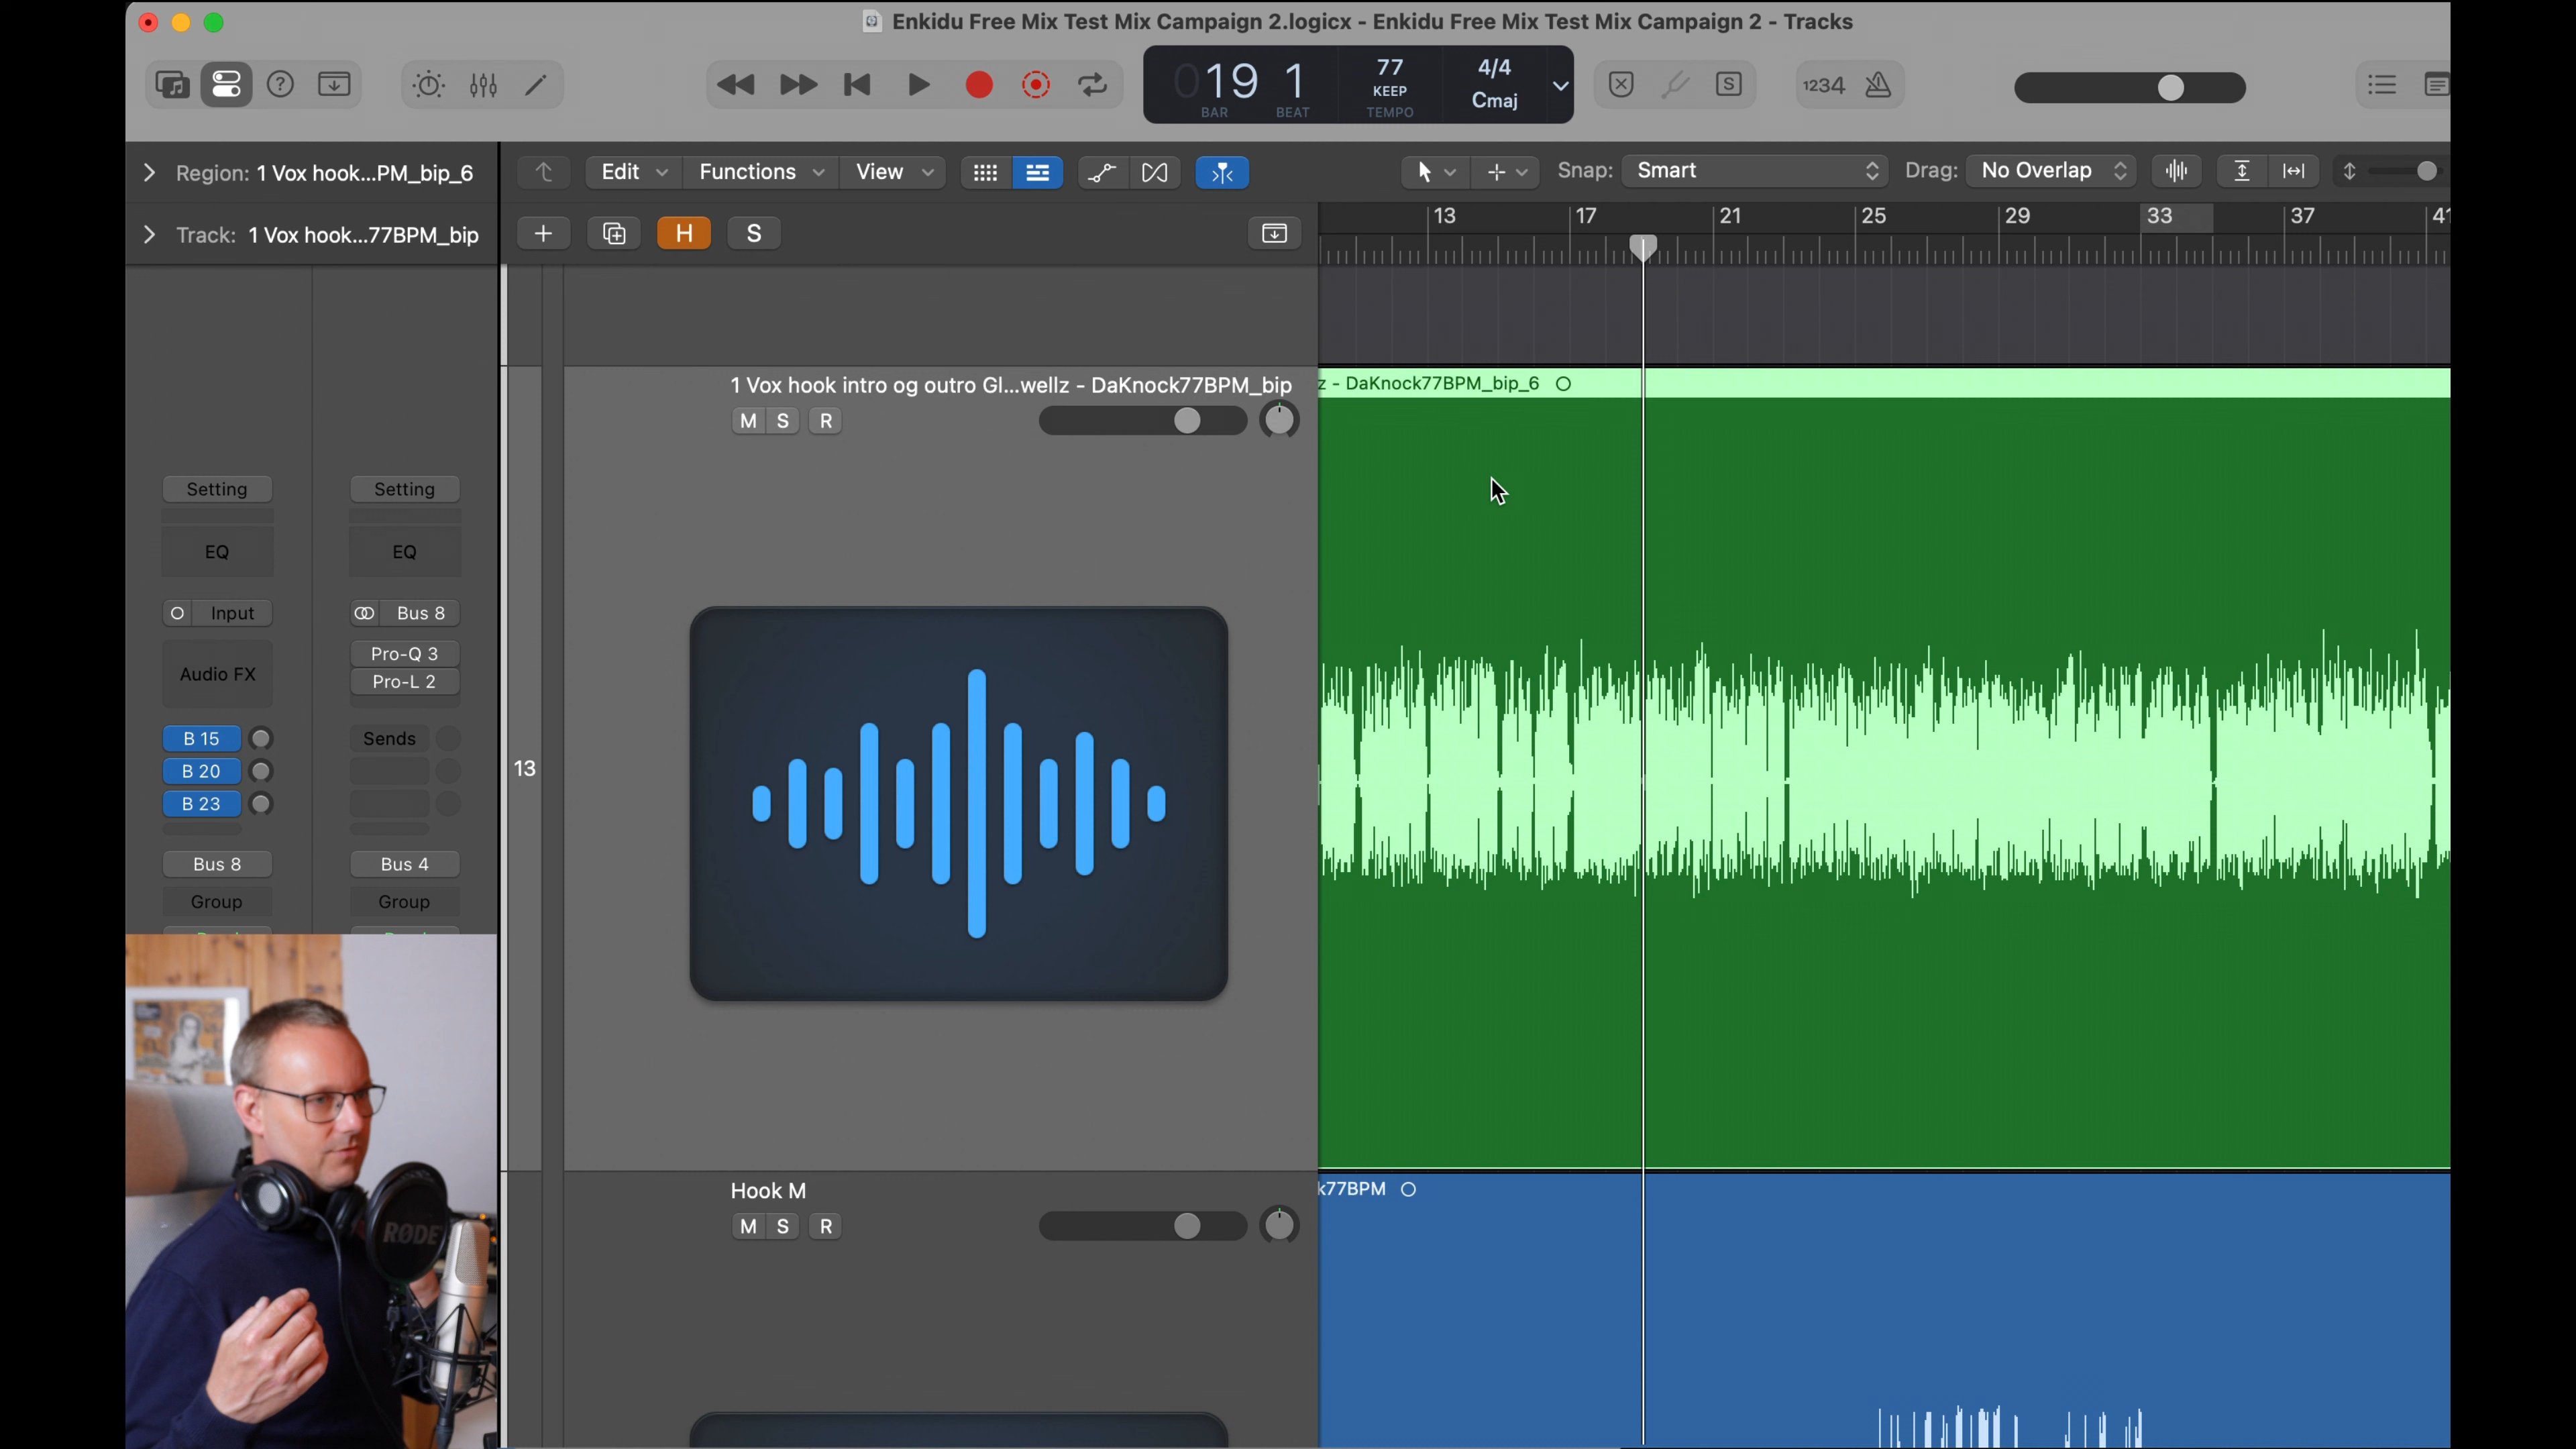 Enkidu Free Mix Test Mix Campaign 2.logicx - Enkidu Free Mix Test Mix Campaign 2 - Tracks
019 1
BAR BEAT
77
KEEP
TEMPO
4/4
Cmaj
S
1234
Region: 1 Vox hook...PM_bip_6
Edit
Functions
View
Snap: Smart
Drag: No Overlap
Track: 1 Vox hook...77BPM_bip
H
S
13 17 21 25 29 33 37 41
1 Vox hook intro og outro Gl...wellz - DaKnock77BPM_bip
M S R
z - DaKnock77BPM_bip_6
Setting Setting
EQ EQ
Input Bus 8
Audio FX
Pro-Q 3
Pro-L 2
B 15 Sends
B 20
B 23
Bus 8 Bus 4
Group Group
13
Hook M
M S R
k77BPM
RØDE